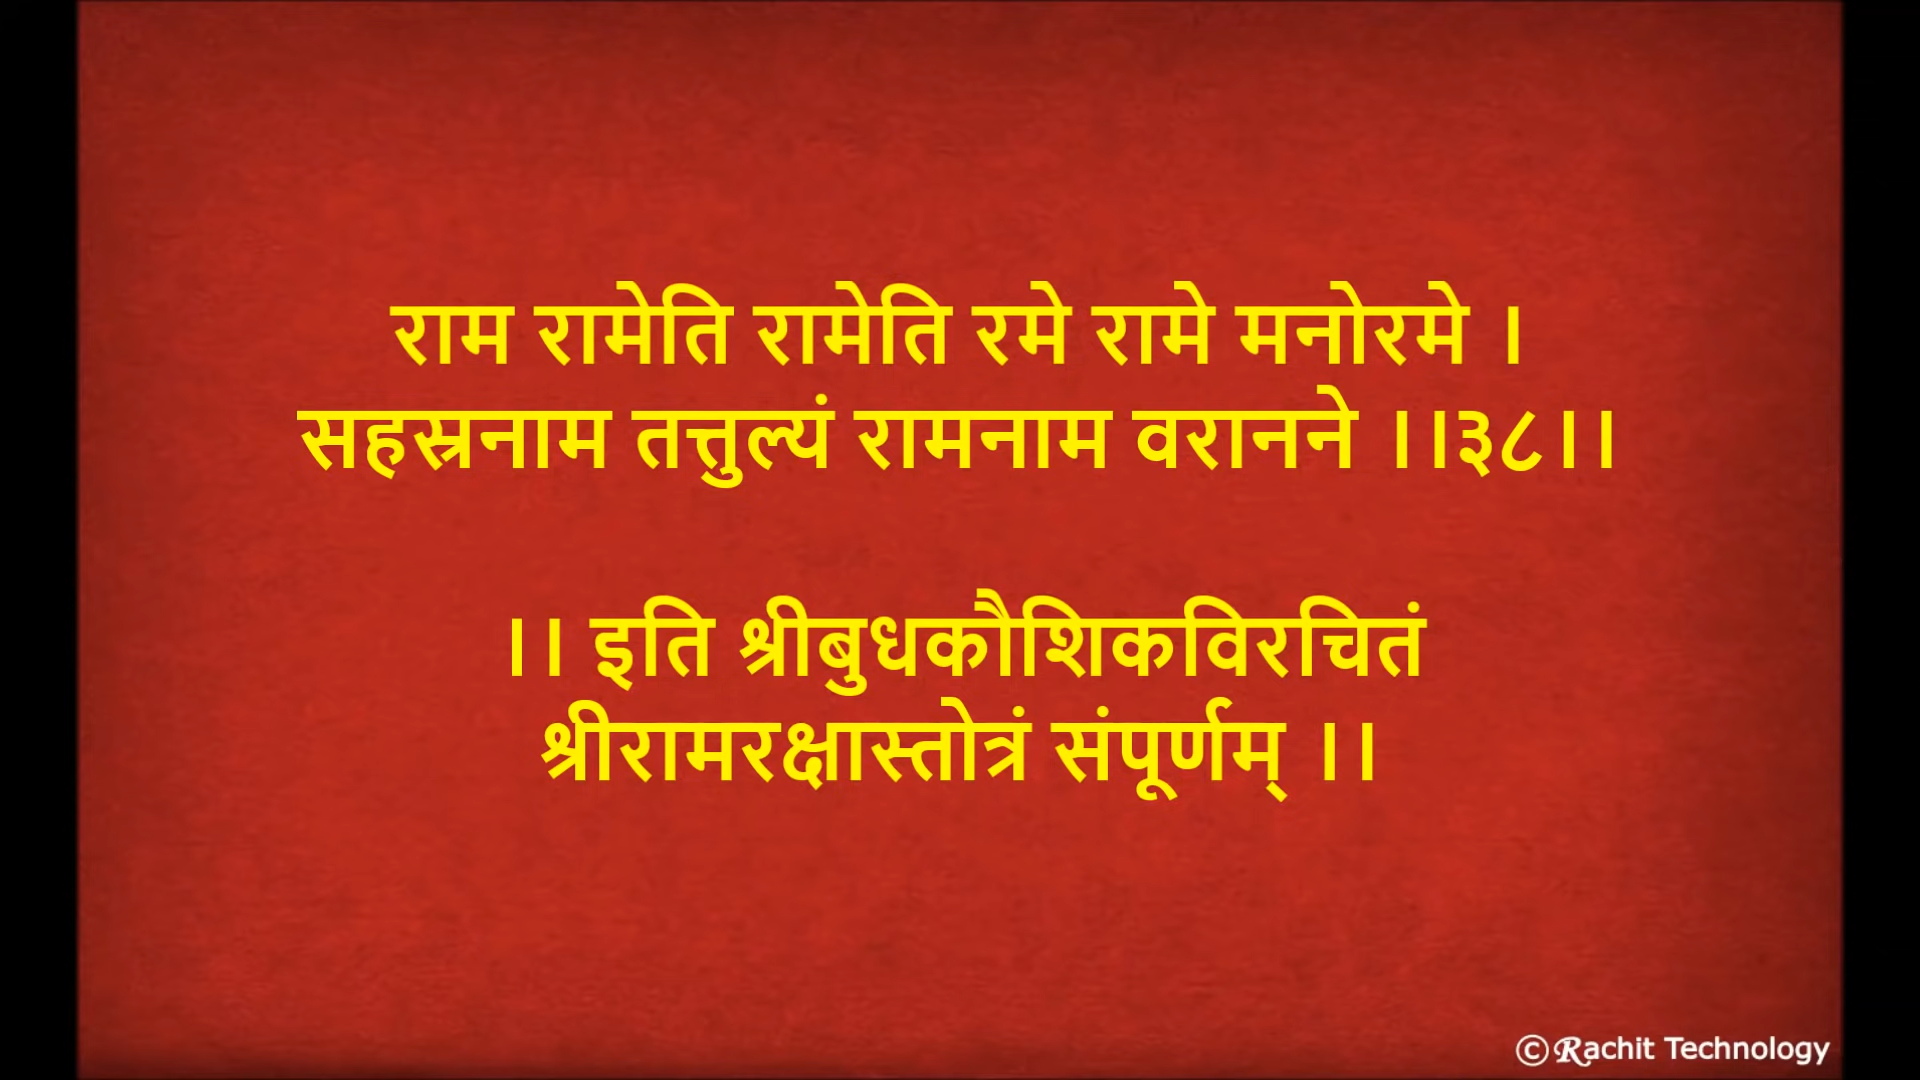 राम रामेति रामेति रमे रामे मनोरमे ।
सहस्रनाम तत्तुल्यं रामनाम वरानने ।।३८।।
।। इति श्रीबुधकौशिकविरचितं
श्रीरामरक्षास्तोत्रं संपूर्णम् ।।
©Rachit Technology